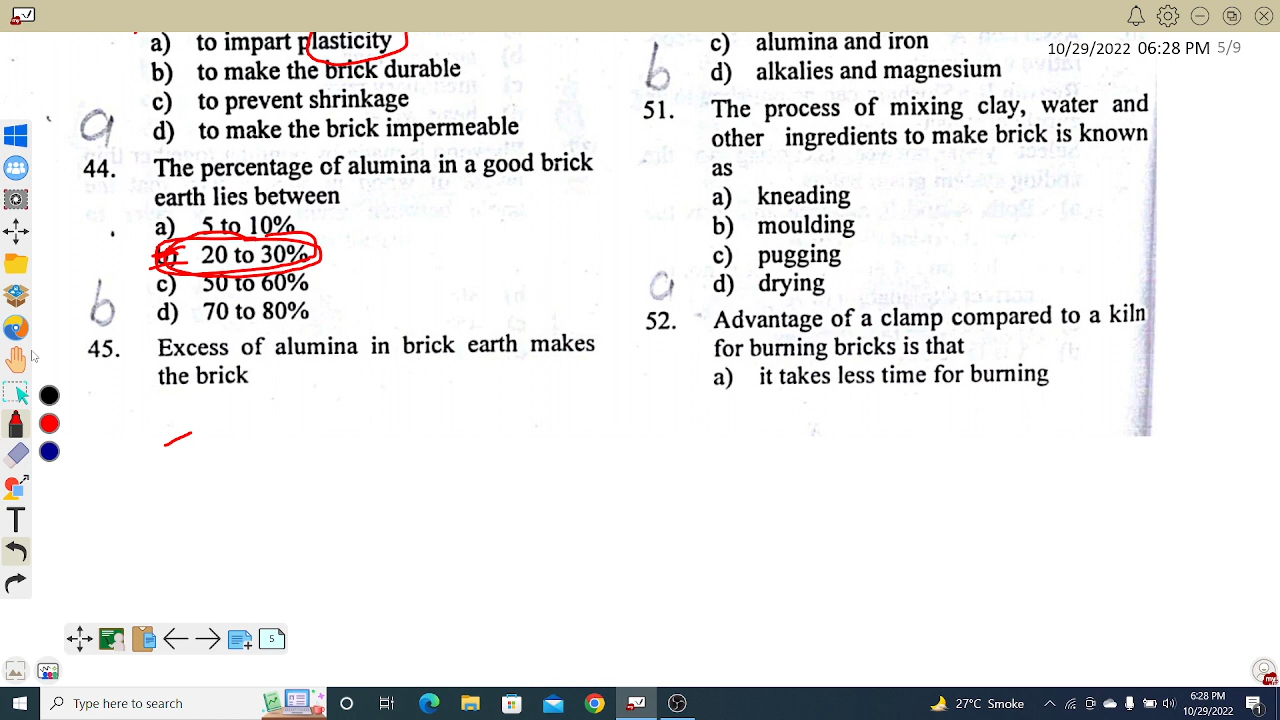 10/29/2022 06:28 PM 5/9
a) to impart plasticity
b) to make the brick durable
c) to prevent shrinkage
a
d) to make the brick impermeable
44. The percentage of alumina in a good brick
earth lies between
a) 5 to 10%
b) 20 to 30%
c) 50 to 60%
b
d) 70 to 80%
45. Excess of alumina in brick earth makes
the brick
c) alumina and iron
b
d) alkalies and magnesium
51. The process of mixing clay, water and
other ingredients to make brick is known
as
a) kneading
b) moulding
c) pugging
a
d) drying
52. Advantage of a clamp compared to a kiln
for burning bricks is that
a) it takes less time for burning
T
5
Type here to search
27°C Smoke
6:28 PM
10/29/2022